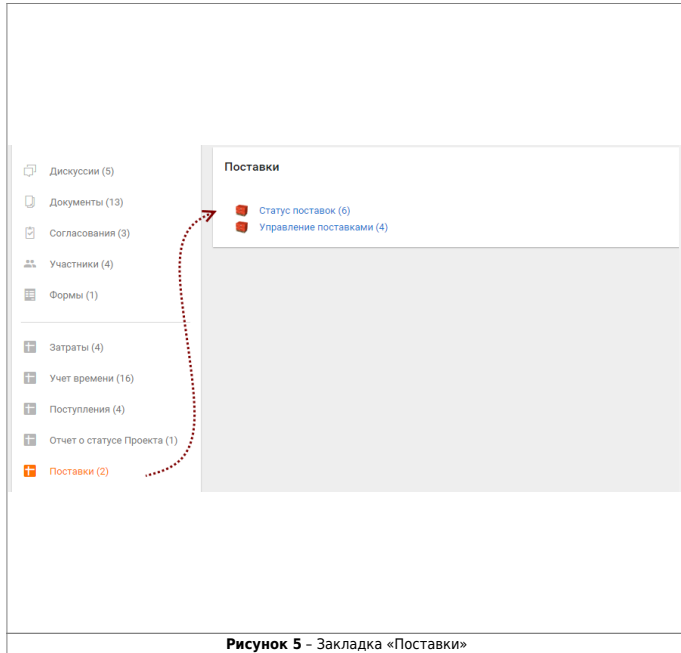 Дискуссии (5)
Документы (13)
Согласования (3)
Участники (4)
Формы (1)
Затраты (4)
Учет времени (16)
Поступления (4)
Отчет о статусе Проекта (1)
Поставки (2)
Поставки
Статус поставок (6)
Управление поставками (4)
Рисунок 5 – Закладка «Поставки»